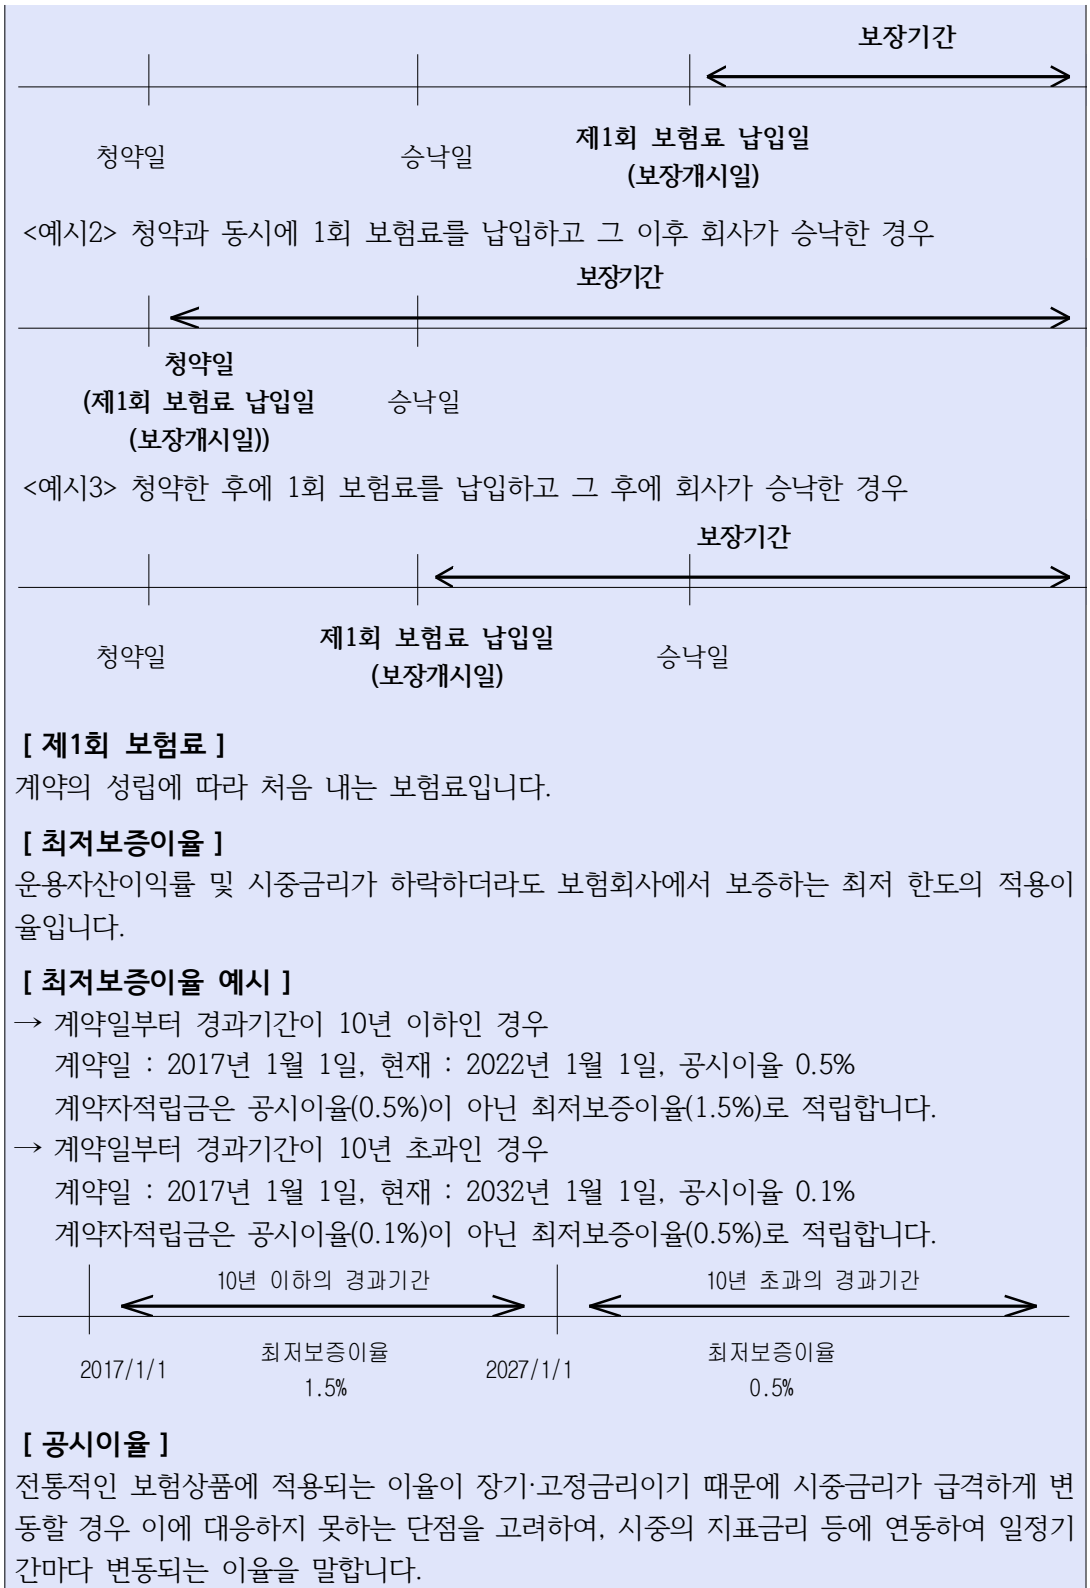 보장기간
청약일 승낙일 제1회 보험료 납입일
(보장개시일)
<예시2> 청약과 동시에 1회 보험료를 납입하고 그 이후 회사가 승낙한 경우
보장기간
청약일
(제1회 보험료 납입일 승낙일
(보장개시일))
<예시3> 청약한 후에 1회 보험료를 납입하고 그 후에 회사가 승낙한 경우
보장기간
청약일 제1회 보험료 납입일 승낙일
(보장개시일)
[ 제1회 보험료 ]
계약의 성립에 따라 처음 내는 보험료입니다.
[ 최저보증이율 ]
운용자산이익률 및 시중금리가 하락하더라도 보험회사에서 보증하는 최저 한도의 적용이
율입니다.
[ 최저보증이율 예시 ]
→ 계약일부터 경과기간이 10년 이하인 경우
계약일 : 2017년 1월 1일, 현재 : 2022년 1월 1일, 공시이율 0.5%
계약자적립금은 공시이율(0.5%)이 아닌 최저보증이율(1.5%)로 적립합니다.
→ 계약일부터 경과기간이 10년 초과인 경우
계약일 : 2017년 1월 1일, 현재 : 2032년 1월 1일, 공시이율 0.1%
계약자적립금은 공시이율(0.1%)이 아닌 최저보증이율(0.5%)로 적립합니다.
10년 이하의 경과기간 10년 초과의 경과기간
2017/1/1 최저보증이율 2027/1/1 최저보증이율
1.5% 0.5%
[ 공시이율 ]
전통적인 보험상품에 적용되는 이율이 장기·고정금리이기 때문에 시중금리가 급격하게 변
동할 경우 이에 대응하지 못하는 단점을 고려하여, 시중의 지표금리 등에 연동하여 일정기
간마다 변동되는 이율을 말합니다.